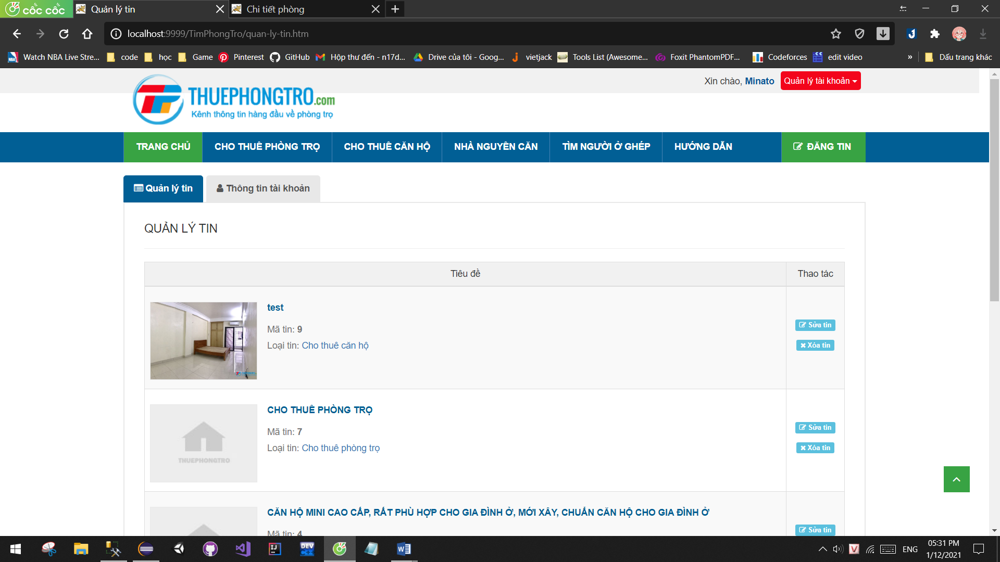 cốc cốc
Quản lý tin
Chi tiết phòng
localhost:9999/TimPhongTro/quan-ly-tin.htm
Watch NBA Live Stre...
code
học
Game
Pinterest
GitHub
Hộp thư đến - n17d...
Drive của tôi - Goog...
vietjack
Tools List (Awesome...
Foxit PhantomPDF...
Codeforces
edit video
»
Dấu trang khác
Xin chào, Minato
Quản lý tài khoản
THUEPHONGTRO.com
Kênh thông tin hàng đầu về phòng trọ
TRANG CHỦ
CHO THUÊ PHÒNG TRỌ
CHO THUÊ CĂN HỘ
NHÀ NGUYÊN CĂN
TÌM NGƯỜI Ở GHÉP
HƯỚNG DẪN
ĐĂNG TIN
Quản lý tin
Thông tin tài khoản
QUẢN LÝ TIN
Tiêu đề
Thao tác
test
Mã tin: 9
Loại tin: Cho thuê căn hộ
Sửa tin
Xóa tin
CHO THUÊ PHÒNG TRỌ
Mã tin: 7
Loại tin: Cho thuê phòng trọ
THUEPHONGTRO
Sửa tin
Xóa tin
CĂN HỘ MINI CAO CẤP, RẤT PHÙ HỢP CHO GIA ĐÌNH Ở, MỚI XÂY, CHUẨN CĂN HỘ CHO GIA ĐÌNH Ở
Mã tin: 4
Sửa tin
DEV
IJ
ENG
05:31 PM
1/12/2021